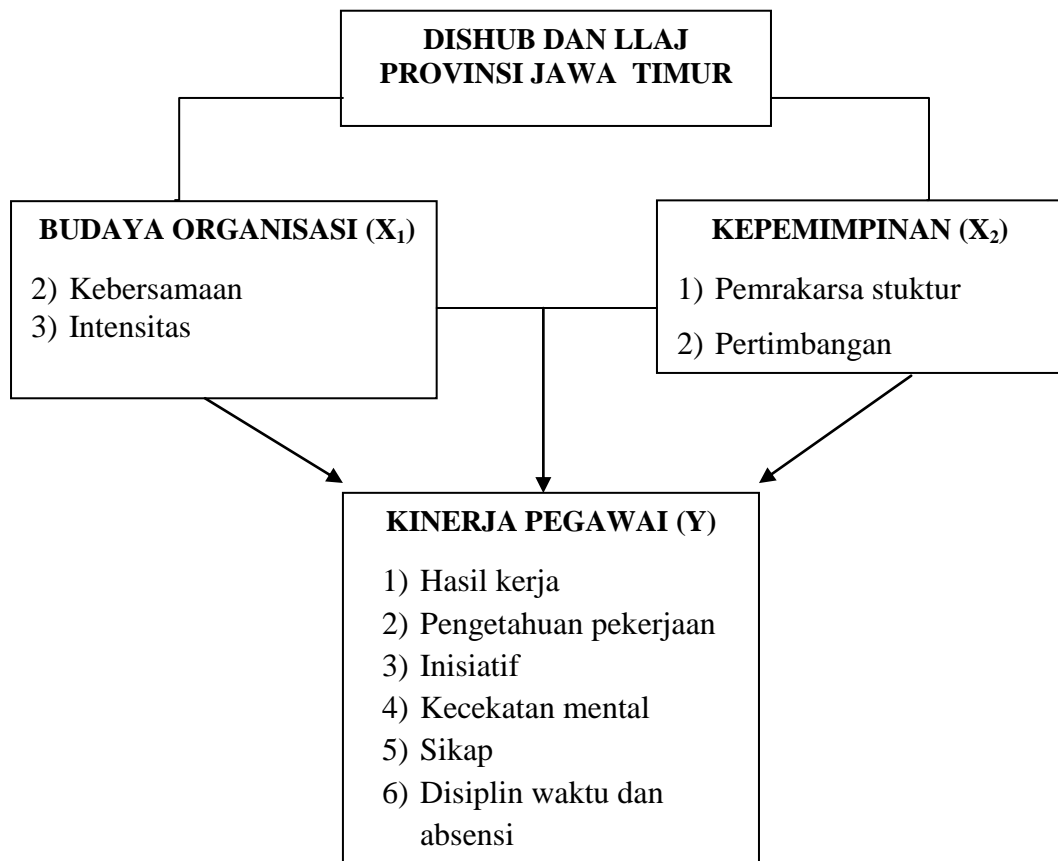 DISHUB DAN LLAJ
PROVINSI JAWA TIMUR
BUDAYA ORGANISASI (X₁)
2) Kebersamaan
3) Intensitas
KEPEMIMPINAN (X₂)
1) Pemrakarsa stuktur
2) Pertimbangan
KINERJA PEGAWAI (Y)
1) Hasil kerja
2) Pengetahuan pekerjaan
3) Inisiatif
4) Kecekatan mental
5) Sikap
6) Disiplin waktu dan
absensi